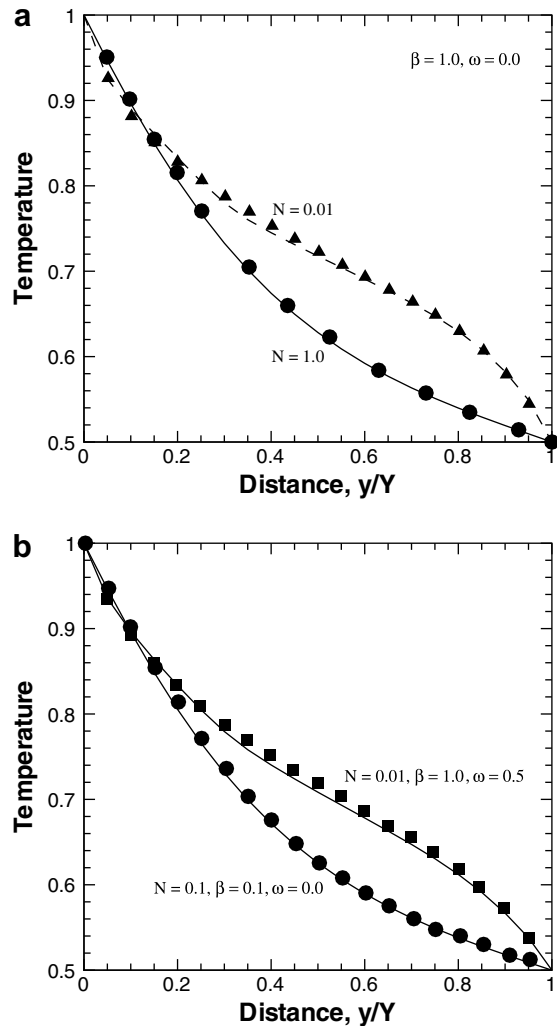 a
1
0.9
0.8
0.7
0.6
0.5
Temperature
β = 1.0, ω = 0.0
N = 0.01
N = 1.0
0
0.2
0.4
0.6
0.8
1
Distance, y/Y
b
1
0.9
0.8
0.7
0.6
0.5
Temperature
N = 0.01, β = 1.0, ω = 0.5
N = 0.1, β = 0.1, ω = 0.0
0
0.2
0.4
0.6
0.8
1
Distance, y/Y